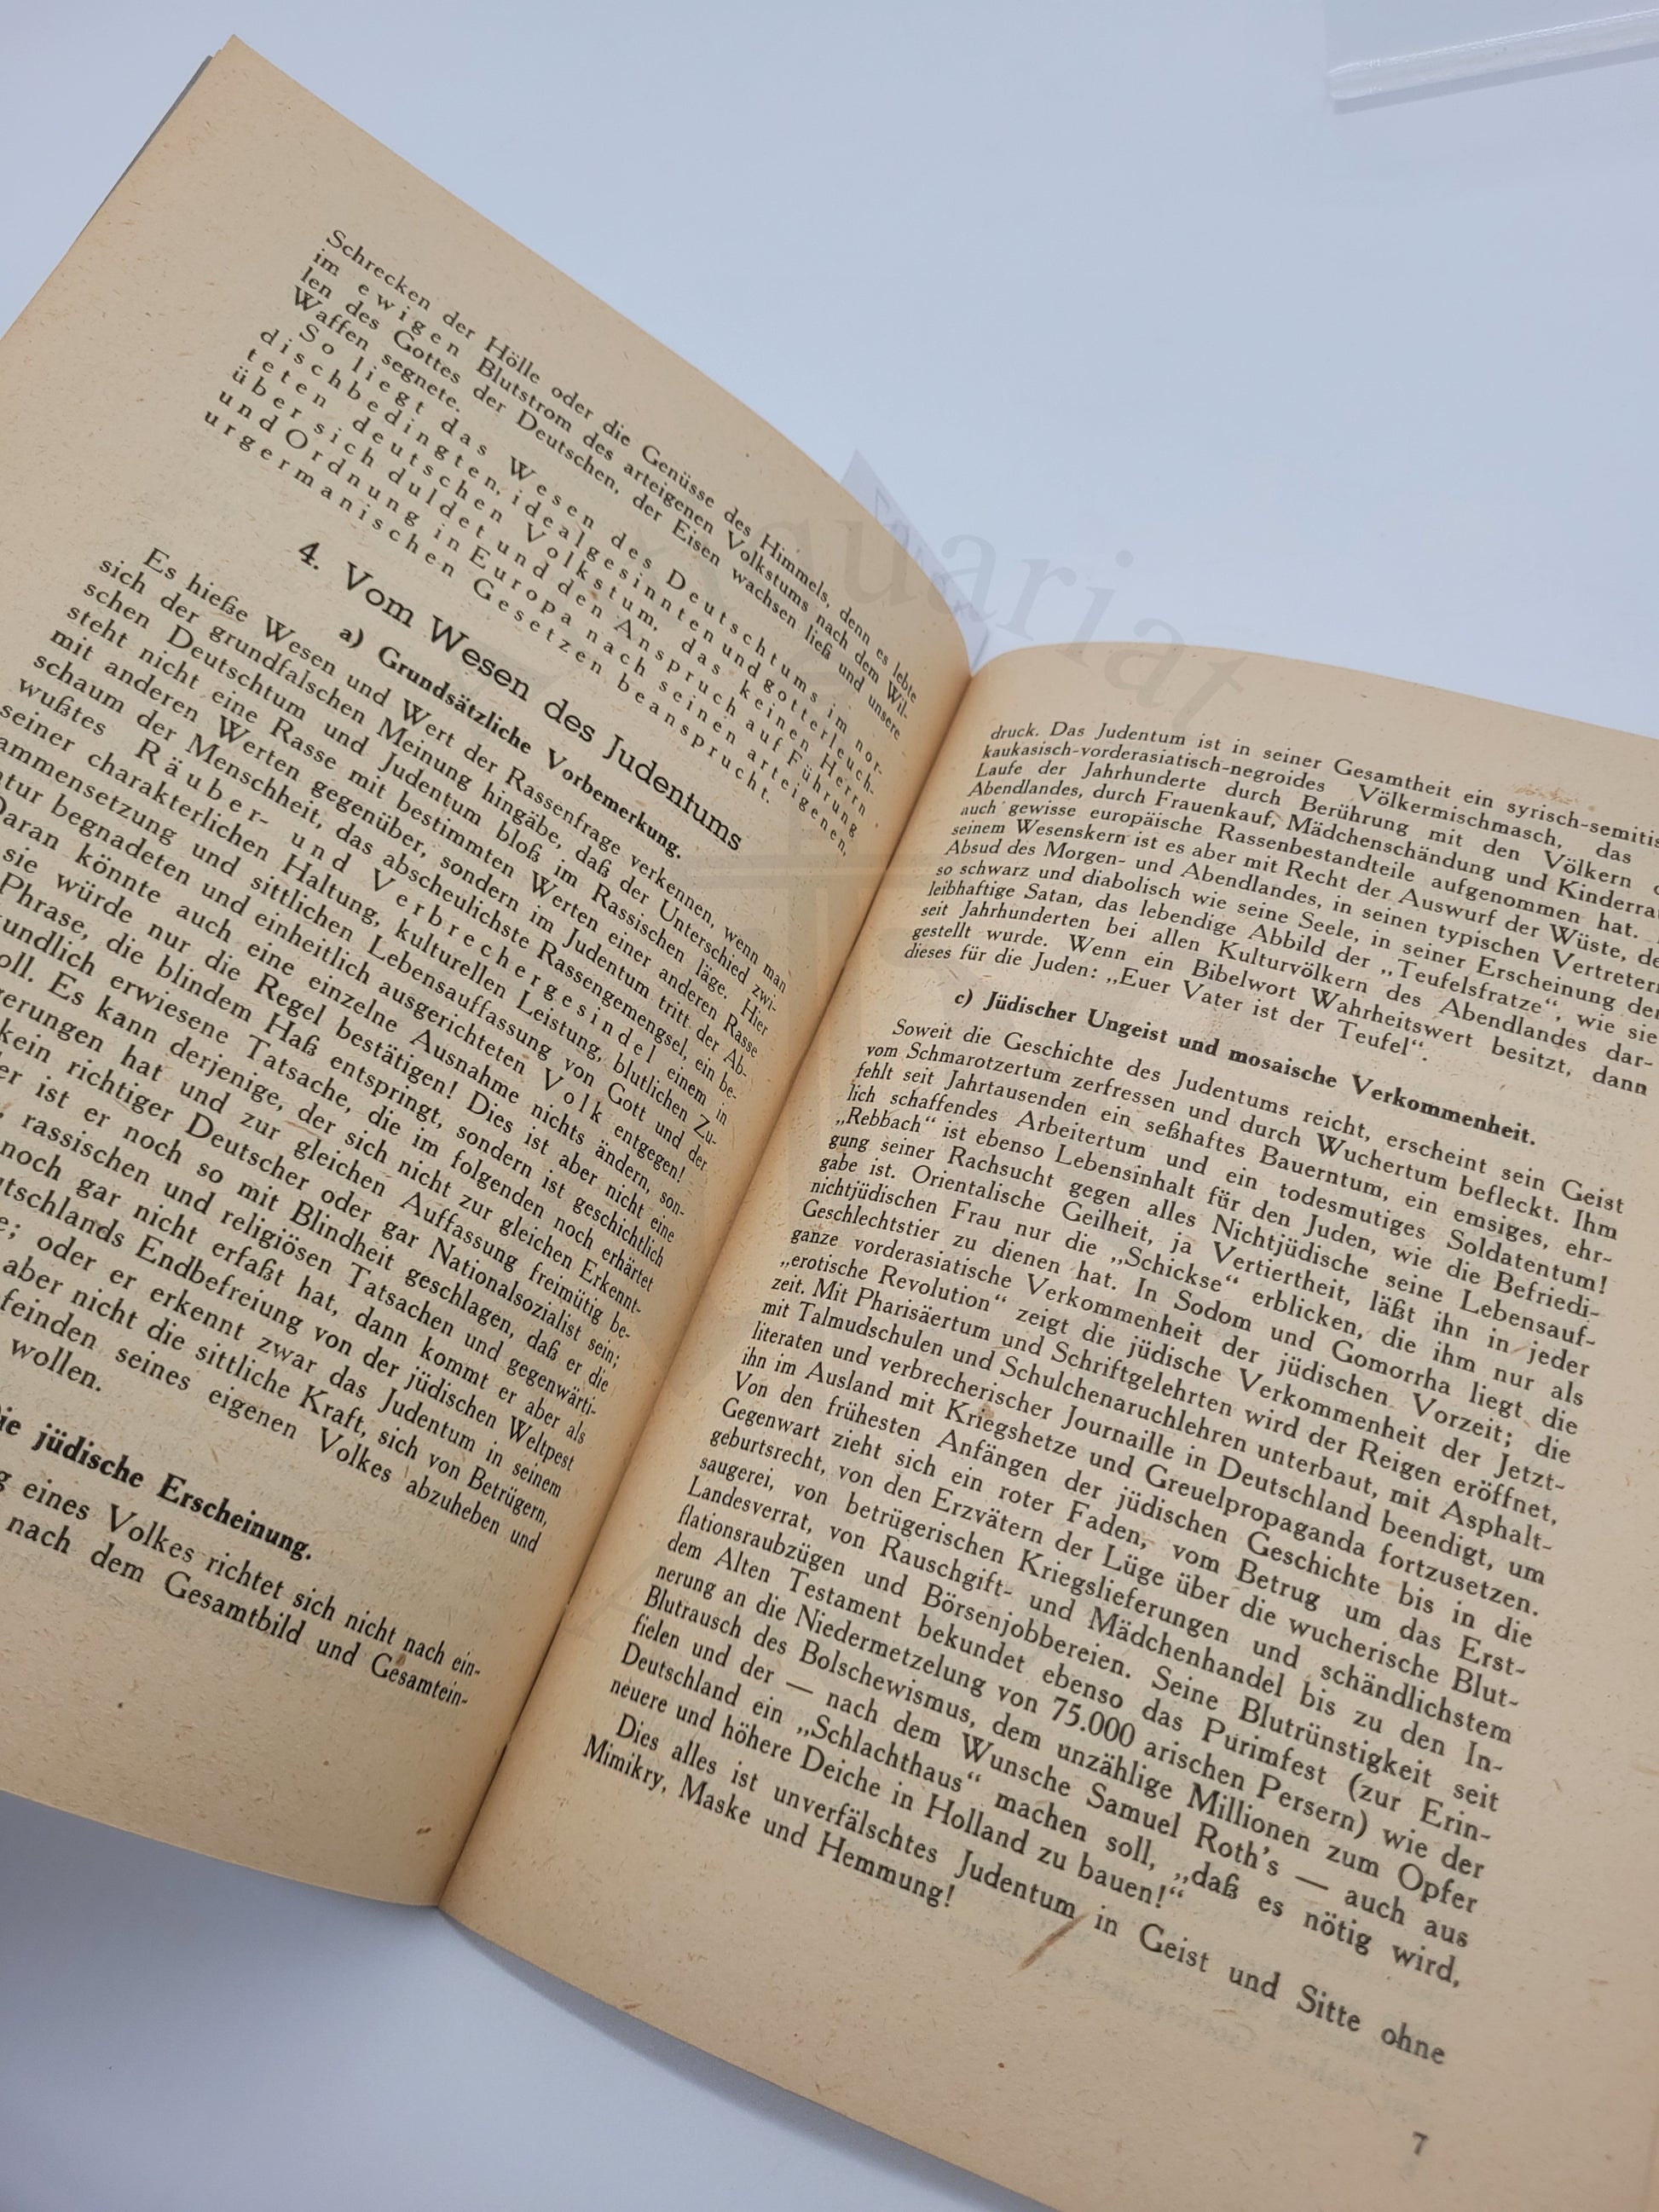 Schrecken der Hölle oder die Genüsse des Himmels, denn es lebte
im ewigen Blutstrom des arteigenen Volkstums nach dem Wil-
len des Gottes der Deutschen, der Eisen wachsen ließ und unsere
Waffen segnete.
So liegt das Wesen des Deutschtums im nor-
dischbedingten, idealgesinnten und gotterleuch-
teten deutschen Volkstum, das keinen Herrn
über sich duldet und den Anspruch auf Führung
und Ordnung in Europa nach seinen arteigenen,
urgermanischen Gesetzen beansprucht.
4. Vom Wesen des Judentums
a) Grundsätzliche Vorbemerkung.
Es hieße Wesen und Wert der Rassenfrage verkennen, wenn man
sich der grundfalschen Meinung hingäbe, daß der Unterschied zwi-
schen Deutschtum und Judentum bloß im Rassischen läge. Hier
steht nicht eine Rasse mit bestimmten Werten einer anderen Rasse
mit anderen Werten gegenüber, sondern im Judentum tritt der Ab-
schaum der Menschheit, das abscheulichste Rassengemengsel, ein be-
wußtes Räuber- und Verbrechergesindel einem in
seiner charakterlichen Haltung, kulturellen Leistung, blutlichen Zu-
ammensetzung und sittlichen Lebensauffassung von Gott und der
tur begnadeten und einheitlich ausgerichteten Volk entgegen!
Daran könnte auch eine einzelne Ausnahme nichts ändern, son-
sie würde nur die Regel bestätigen! Dies ist aber nicht eine
Phrase, die blindem Haß entspringt, sondern ist geschichtlich
undlich erwiesene Tatsache, die im folgenden noch erhärtet
oll. Es kann derjenige, der sich nicht zur gleichen Erkennt-
gerungen hat und zur gleichen Auffassung freimütig be-
kein richtiger Deutscher oder gar Nationalsozialist sein;
er ist er noch so mit Blindheit geschlagen, daß er die
rassischen und religiösen Tatsachen und gegenwärti-
noch gar nicht erfaßt hat, dann kommt er aber als
utschlands Endbefreiung von der jüdischen Weltpest
e; oder er erkennt zwar das Judentum in seinem
aber nicht die sittliche Kraft, sich von Betrügern,
feinden seines eigenen Volkes abzuheben und
wollen.
ie jüdische Erscheinung.
g eines Volkes richtet sich nicht nach ein-
nach dem Gesamtbild und Gesamtein-
druck. Das Judentum ist in seiner Gesamtheit ein syrisch-semitis
kaukasisch-vorderasiatisch-negroides Völkermischmasch, das
Laufe der Jahrhunderte durch Berührung mit den Völkern
Abendlandes, durch Frauenkauf, Mädchenschändung und Kinderra
auch gewisse europäische Rassenbestandteile aufgenommen hat.
seinem Wesenskern ist es aber mit Recht der Auswurf der Wüste, de
Absud des Morgen- und Abendlandes, in seinen typischen Vertretern
so schwarz und diabolisch wie seine Seele, in seiner Erscheinung der
leibhaftige Satan, das lebendige Abbild der „Teufelsfratze“, wie sie
seit Jahrhunderten bei allen Kulturvölkern des Abendlandes dar-
gestellt wurde. Wenn ein Bibelwort Wahrheitswert besitzt, dann
dieses für die Juden: „Euer Vater ist der Teufel“.
c) Jüdischer Ungeist und mosaische Verkommenheit.
Soweit die Geschichte des Judentums reicht, erscheint sein Geist
vom Schmarotzertum zerfressen und durch Wuchertum befleckt. Ihm
fehlt seit Jahrtausenden ein seßhaftes Bauerntum, ein emsiges, ehr-
lich schaffendes Arbeitertum und ein todesmutiges Soldatentum!
„Rebbach“ ist ebenso Lebensinhalt für den Juden, wie die Befriedi-
gung seiner Rachsucht gegen alles Nichtjüdische seine Lebensauf-
gabe ist. Orientalische Geilheit, ja Vertiertheit, läßt ihn in jeder
nichtjüdischen Frau nur die „Schickse“ erblicken, die ihm nur als
Geschlechtstier zu dienen hat. In Sodom und Gomorrha liegt die
ganze vorderasiatische Verkommenheit der jüdischen Vorzeit; die
„erotische Revolution“ zeigt die jüdische Verkommenheit der Jetzt-
zeit. Mit Pharisäertum und Schriftgelehrten wird der Reigen eröffnet,
mit Talmudschulen und Schulchenaruchlehren unterbaut, mit Asphalt-
literaten und verbrecherischer Journaille in Deutschland beendigt, um
ihn im Ausland mit Kriegshetze und Greuelpropaganda fortzusetzen.
Von den frühesten Anfängen der jüdischen Geschichte bis in die
Gegenwart zieht sich ein roter Faden, vom Betrug um das Erst-
geburtsrecht, von den Erzvätern der Lüge über die wucherische Blut-
saugerei, von betrügerischen Kriegslieferungen und schändlichstem
Landesverrat, von Rauschgift- und Mädchenhandel bis zu den In-
flationsraubzügen und Börsenjobbereien. Seine Blutrünstigkeit seit
dem Alten Testament bekundet ebenso das Purimfest (zur Erin-
nerung an die Niedermetzelung von 75.000 arischen Persern) wie der
Blutrausch des Bolschewismus, dem unzählige Millionen zum Opfer
fielen und der — nach dem Wunsche Samuel Roth's — auch aus
Deutschland ein „Schlachthaus“ machen soll, „daß es nötig wird,
neuere und höhere Deiche in Holland zu bauen!“
Dies alles ist unverfälschtes Judentum in Geist und Sitte ohne
Mimikry, Maske und Hemmung!
7